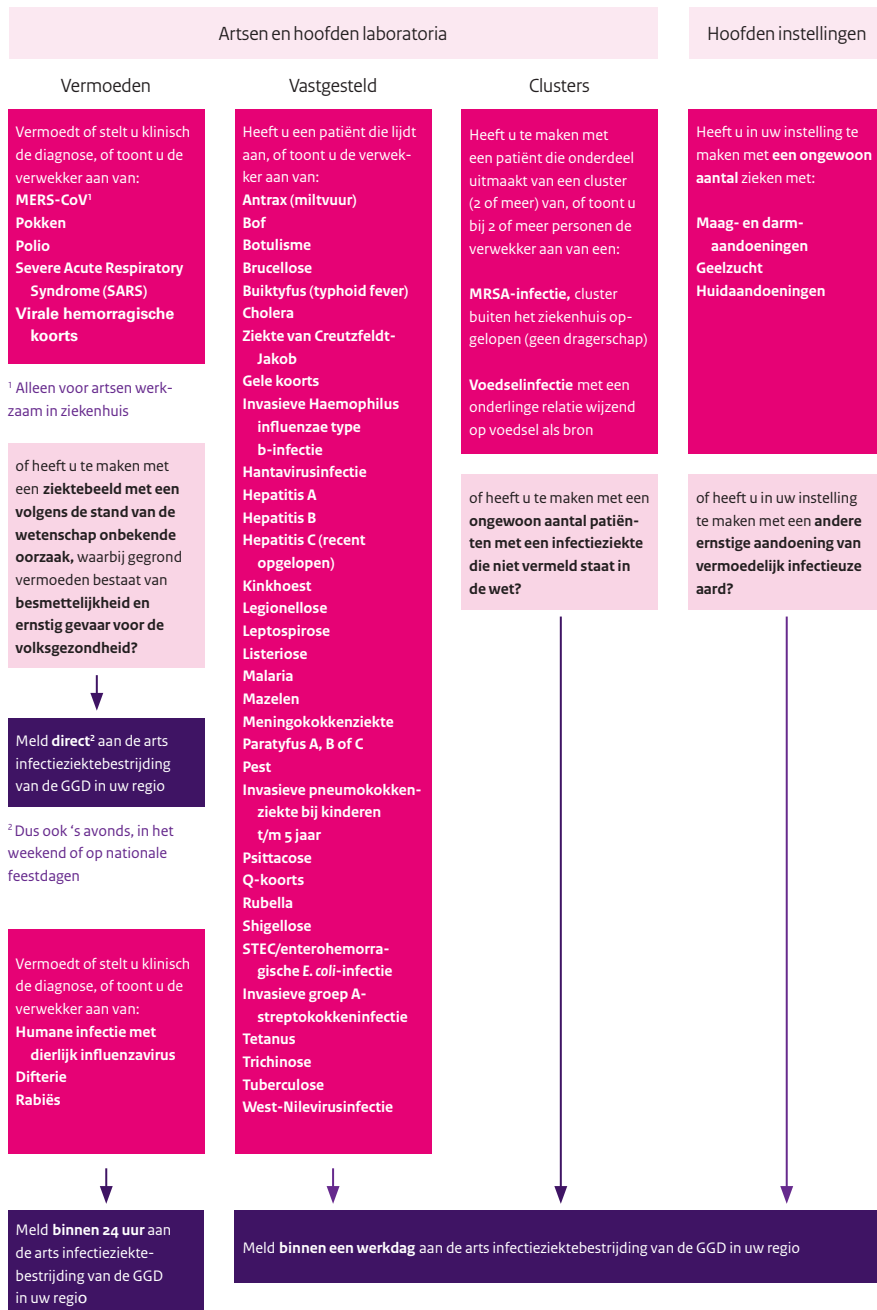 Artsen en hoofden laboratoria
Hoofden instellingen
Vermoeden
Vermoedt of stelt u klinisch
de diagnose, of toont u de
verwekker aan van:
MERS-CoV¹
Pokken
Polio
Severe Acute Respiratory
Syndrome (SARS)
Virale hemorragische
koorts
¹ Alleen voor artsen werk-
zaam in ziekenhuis
of heeft u te maken met
een ziektebeeld met een
volgens de stand van de
wetenschap onbekende
oorzaak, waarbij gegrond
vermoeden bestaat van
besmettelijkheid en
ernstig gevaar voor de
volksgezondheid?
Meld direct² aan de arts
infectieziektebestrijding
van de GGD in uw regio
² Dus ook ‘s avonds, in het
weekend of op nationale
feestdagen
Vermoedt of stelt u klinisch
de diagnose, of toont u de
verwekker aan van:
Humane infectie met
dierlijk influenzavirus
Difterie
Rabiës
Meld binnen 24 uur aan
de arts infectieziekte-
bestrijding van de GGD
in uw regio
Vastgesteld
Heeft u een patiënt die lijdt
aan, of toont u de verwek-
ker aan van:
Antrax (miltvuur)
Bof
Botulisme
Brucellose
Buiktyfus (typhoid fever)
Cholera
Ziekte van Creutzfeldt-
Jakob
Gele koorts
Invasieve Haemophilus
influenzae type
b-infectie
Hantavirusinfectie
Hepatitis A
Hepatitis B
Hepatitis C (recent
opgelopen)
Kinkhoest
Legionellose
Leptospirose
Listeriose
Malaria
Mazelen
Meningokokkenziekte
Paratyfus A, B of C
Pest
Invasieve pneumokokken-
ziekte bij kinderen
t/m 5 jaar
Psittacose
Q-koorts
Rubella
Shigellose
STEC/enterohemorra-
gische E. coli-infectie
Invasieve groep A-
streptokokkeninfectie
Tetanus
Trichinose
Tuberculose
West-Nilevirusinfectie
Clusters
Heeft u te maken met
een patiënt die onderdeel
uitmaakt van een cluster
(2 of meer) van, of toont u
bij 2 of meer personen de
verwekker aan van een:
MRSA-infectie, cluster
buiten het ziekenhuis op-
gelopen (geen dragerschap)
Voedselinfectie met een
onderlinge relatie wijzend
op voedsel als bron
of heeft u te maken met een
ongewoon aantal patiën-
ten met een infectieziekte
die niet vermeld staat in
de wet?
Heeft u in uw instelling te
maken met een ongewoon
aantal zieken met:
Maag- en darm-
aandoeningen
Geelzucht
Huidaandoeningen
of heeft u in uw instelling
te maken met een andere
ernstige aandoening van
vermoedelijk infectieuze
aard?
Meld binnen een werkdag aan de arts infectieziektebestrijding van de GGD in uw regio